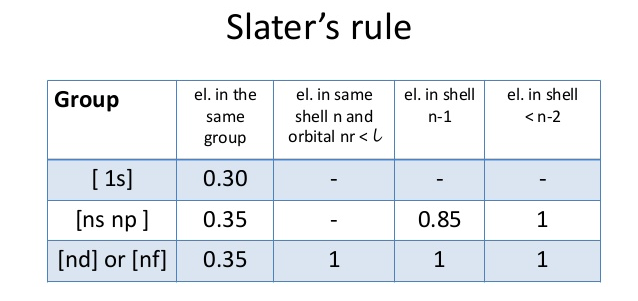 Slater's rule
Group
el. in the
same
group
el. in same
shell n and
orbital nr < l
el. in shell
n-1
el. in shell
< n-2
[ 1s] 0.30 - - -
[ns np ] 0.35 - 0.85 1
[nd] or [nf] 0.35 1 1 1